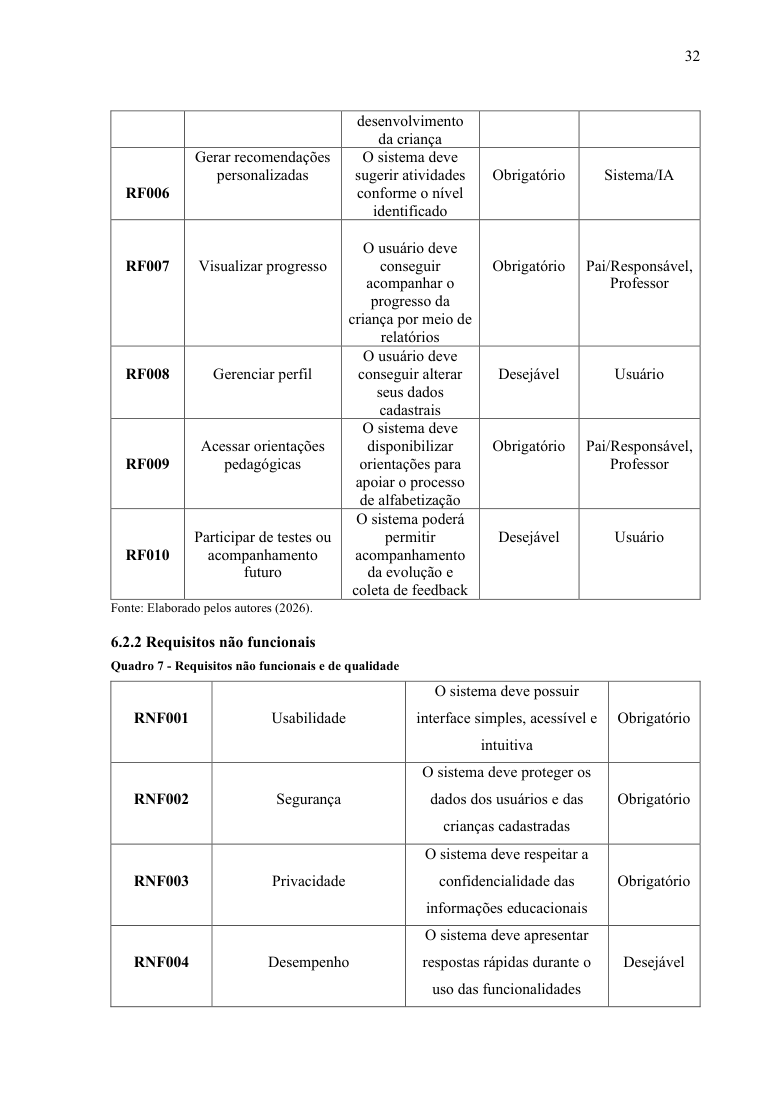 32
desenvolvimento
da criança
RF006
Gerar recomendações
personalizadas
O sistema deve
sugerir atividades
conforme o nível
identificado
Obrigatório
Sistema/IA
RF007
Visualizar progresso
O usuário deve
conseguir
acompanhar o
progresso da
criança por meio de
relatórios
Obrigatório
Pai/Responsável,
Professor
RF008
Gerenciar perfil
O usuário deve
conseguir alterar
seus dados
cadastrais
Desejável
Usuário
RF009
Acessar orientações
pedagógicas
O sistema deve
disponibilizar
orientações para
apoiar o processo
de alfabetização
Obrigatório
Pai/Responsável,
Professor
RF010
Participar de testes ou
acompanhamento
futuro
O sistema poderá
permitir
acompanhamento
da evolução e
coleta de feedback
Desejável
Usuário
Fonte: Elaborado pelos autores (2026).
6.2.2 Requisitos não funcionais
Quadro 7 - Requisitos não funcionais e de qualidade
RNF001
Usabilidade
O sistema deve possuir
interface simples, acessível e
intuitiva
Obrigatório
RNF002
Segurança
O sistema deve proteger os
dados dos usuários e das
crianças cadastradas
Obrigatório
RNF003
Privacidade
O sistema deve respeitar a
confidencialidade das
informações educacionais
Obrigatório
RNF004
Desempenho
O sistema deve apresentar
respostas rápidas durante o
uso das funcionalidades
Desejável